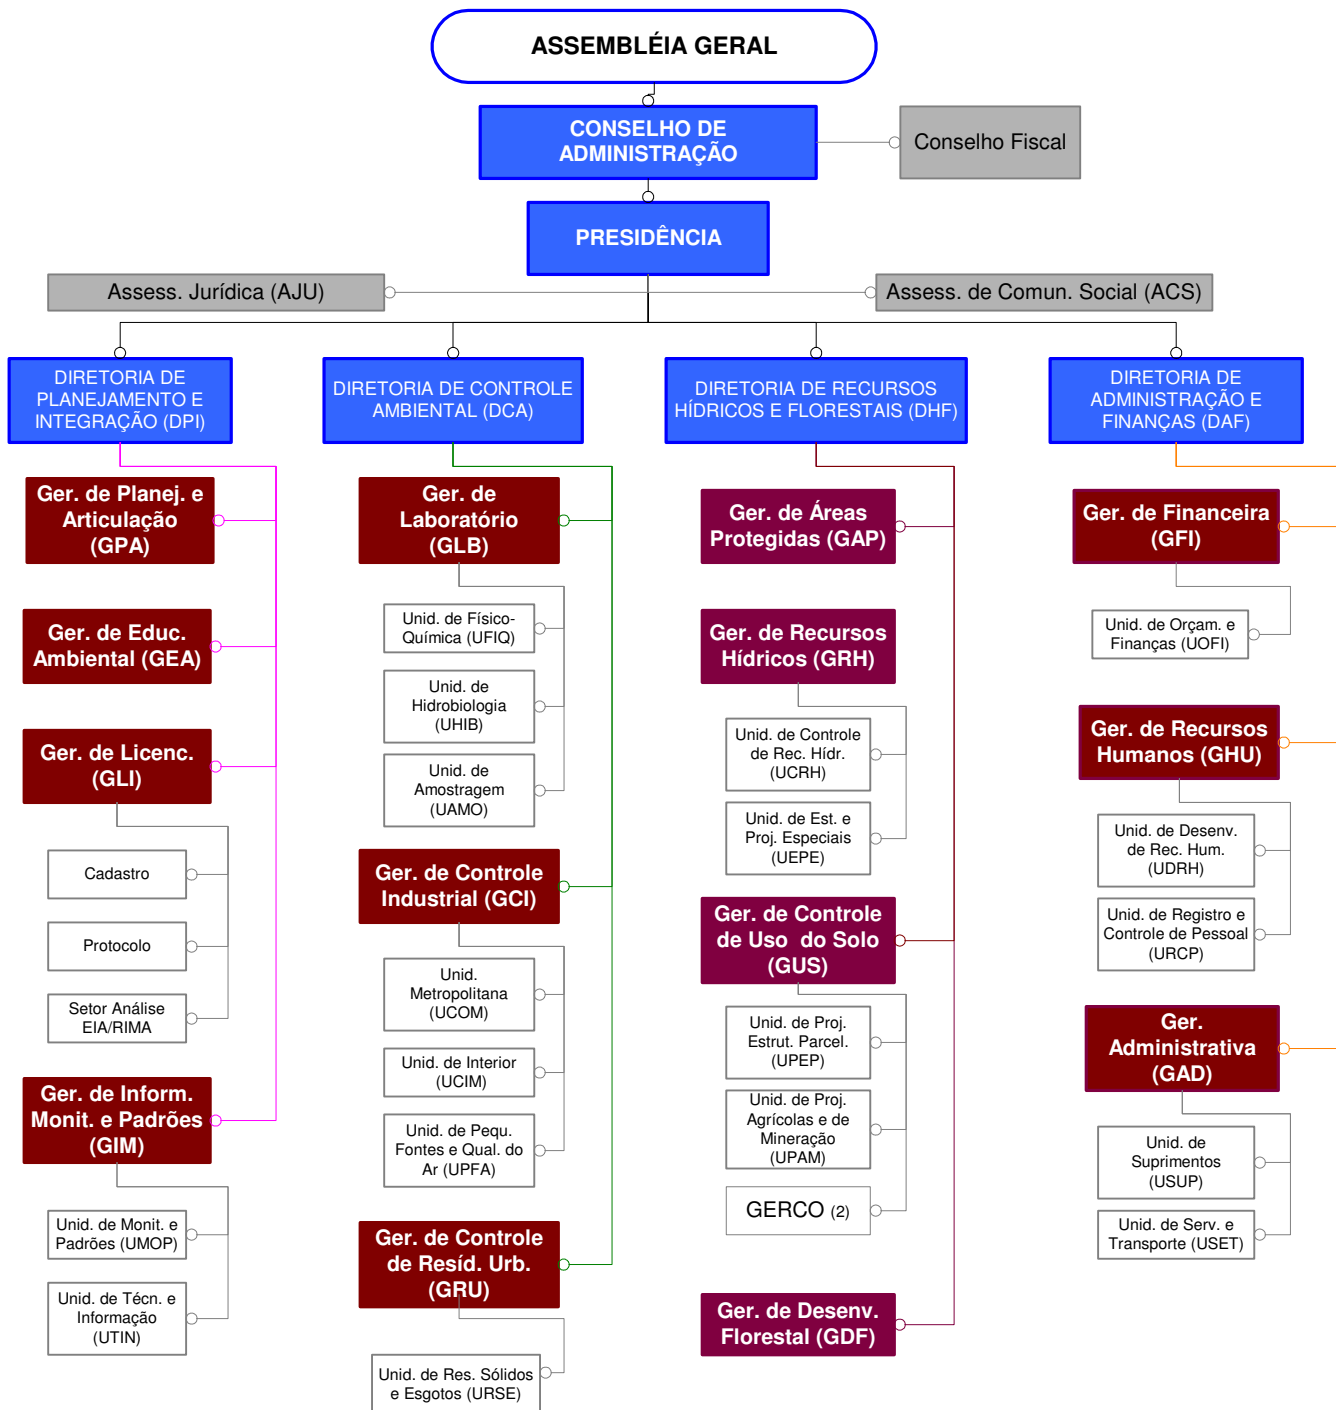 ASSEMBLÉIA GERAL
CONSELHO DE
ADMINISTRAÇÃO
Conselho Fiscal
PRESIDÊNCIA
Assess. Jurídica (AJU)
Assess. de Comun. Social (ACS)
DIRETORIA DE
PLANEJAMENTO E
INTEGRAÇÃO (DPI)
DIRETORIA DE CONTROLE
AMBIENTAL (DCA)
DIRETORIA DE RECURSOS
HÍDRICOS E FLORESTAIS (DHF)
DIRETORIA DE
ADMINISTRAÇÃO E
FINANÇAS (DAF)
Ger. de Planej. e
Articulação
(GPA)
Ger. de Educ.
Ambiental (GEA)
Ger. de Licenc.
(GLI)
Cadastro
Protocolo
Setor Análise
EIA/RIMA
Ger. de Inform.
Monit. e Padrões
(GIM)
Unid. de Monit. e
Padrões (UMOP)
Unid. de Técn. e
Informação
(UTIN)
Ger. de
Laboratório
(GLB)
Unid. de Físico-
Química (UFIQ)
Unid. de
Hidrobiologia
(UHIB)
Unid. de
Amostragem
(UAMO)
Ger. de Controle
Industrial (GCI)
Unid.
Metropolitana
(UCOM)
Unid. de Interior
(UCIM)
Unid. de Pequ.
Fontes e Qual. do
Ar (UPFA)
Ger. de Controle
de Resíd. Urb.
(GRU)
Unid. de Res. Sólidos
e Esgotos (URSE)
Ger. de Áreas
Protegidas (GAP)
Ger. de Recursos
Hídricos (GRH)
Unid. de Controle
de Rec. Hídr.
(UCRH)
Unid. de Est. e
Proj. Especiais
(UEPE)
Ger. de Controle
de Uso do Solo
(GUS)
Unid. de Proj.
Estrut. Parcel.
(UPEP)
Unid. de Proj.
Agrícolas e de
Mineração
(UPAM)
GERCO (2)
Ger. de Desenv.
Florestal (GDF)
Ger. de Financeira
(GFI)
Unid. de Orçam. e
Finanças (UOFI)
Ger. de Recursos
Humanos (GHU)
Unid. de Desenv.
de Rec. Hum.
(UDRH)
Unid. de Registro e
Controle de Pessoal
(URCP)
Ger.
Administrativa
(GAD)
Unid. de
Suprimentos
(USUP)
Unid. de Serv. e
Transporte (USET)